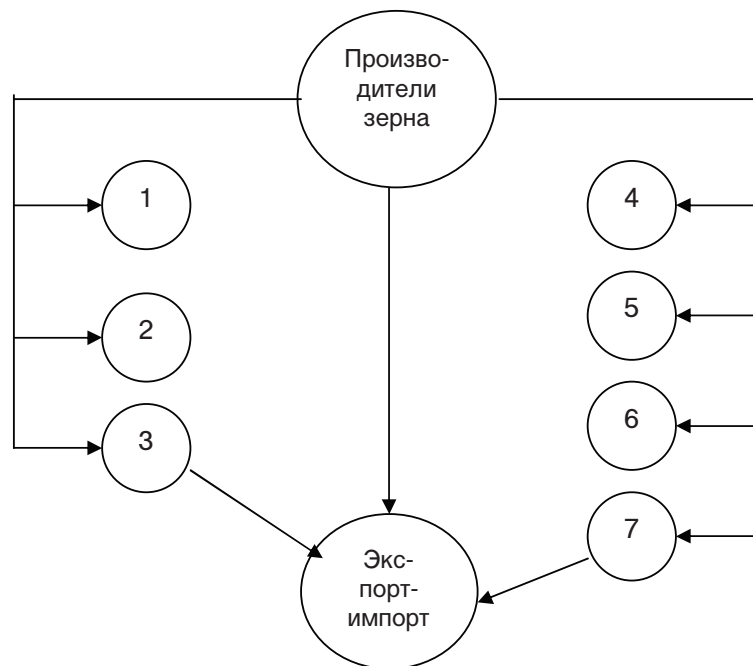 Произво-
дители
зерна
1
4
5
2
6
3
7
Экс-
порт-
импорт